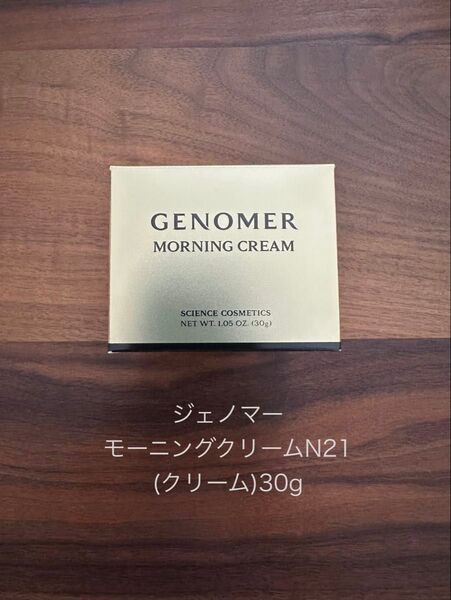 GENOMER
MORNING CREAM
SCIENCE COSMETICS
NET WT. 1.05 OZ. (30g)
ジェノマー
モーニングクリームN21
(クリーム)30g